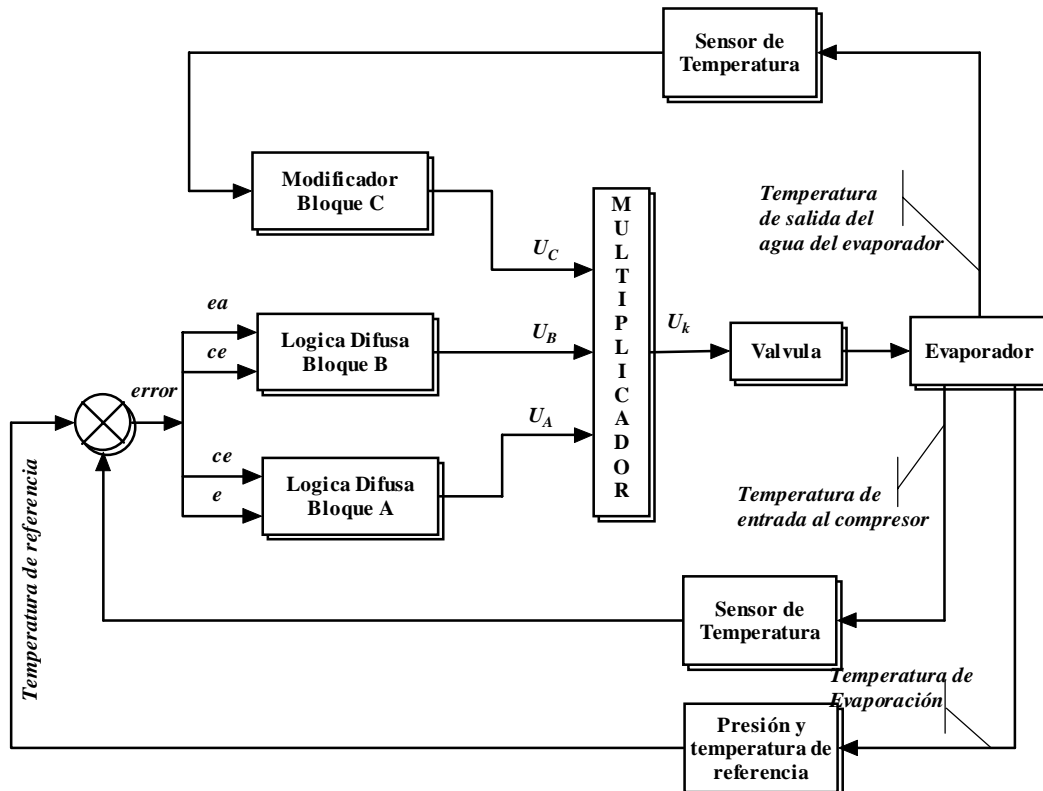 Sensor de
Temperatura
Modificador
Bloque C
MULTIPLICADOR
Temperatura
de salida del
agua del evaporador
U_C
ea
Logica Difusa
Bloque B
ce
U_B
U_k
Valvula
Evaporador
error
U_A
ce
e
Logica Difusa
Bloque A
Temperatura de
entrada al compresor
Temperatura de referencia
Sensor de
Temperatura
Temperatura de
Evaporación
Presión y
temperatura de
referencia